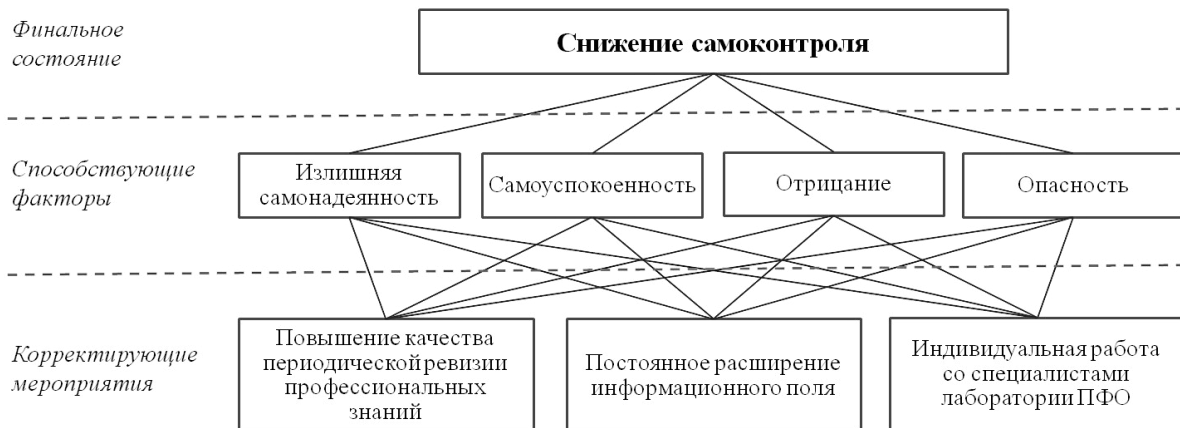 Финальное
состояние
Снижение самоконтроля
Способствующие
факторы
Излишняя
самонадеянность
Самоуспокоенность
Отрицание
Опасность
Корректирующие
мероприятия
Повышение качества
периодической ревизии
профессиональных
знаний
Постоянное расширение
информационного поля
Индивидуальная работа
со специалистами
лаборатории ПФО